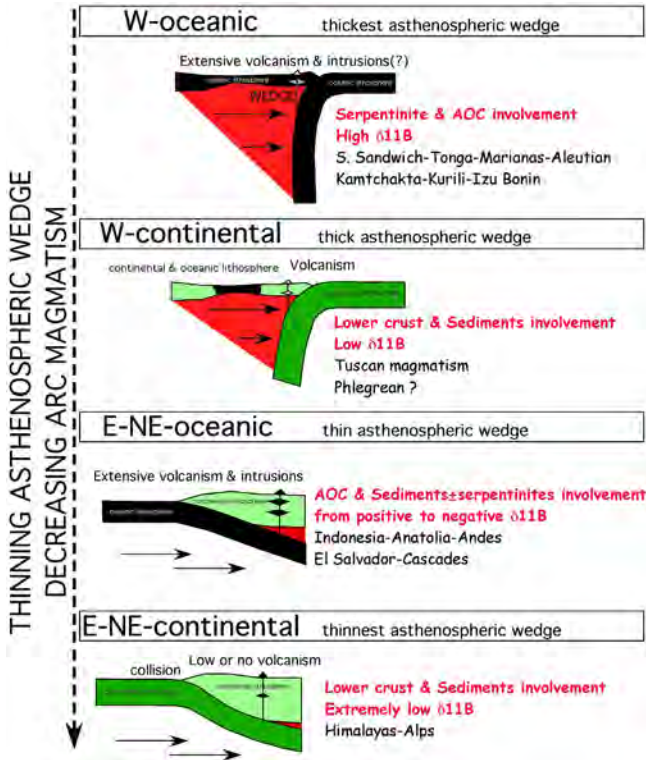 THINNING ASTHENOSPHERIC WEDGE
DECREASING ARC MAGMATISM
W-oceanic thickest asthenospheric wedge
Extensive volcanism & intrusions(?)
WEDGE
Serpentinite & AOC involvement
High δ11B
S. Sandwich-Tonga-Marianas-Aleutian
Kamtchakta-Kurili-Izu Bonin
W-continental thick asthenospheric wedge
continental & oceanic lithosphere Volcanism
Lower crust & Sediments involvement
Low δ11B
Tuscan magmatism
Phlegrean ?
E-NE-oceanic thin asthenospheric wedge
Extensive volcanism & intrusions
AOC & Sediments±serpentinites involvement
from positive to negative δ11B
Indonesia-Anatolia-Andes
El Salvador-Cascades
E-NE-continental thinnest asthenospheric wedge
Low or no volcanism
collision
Lower crust & Sediments involvement
Extremely low δ11B
Himalayas-Alps